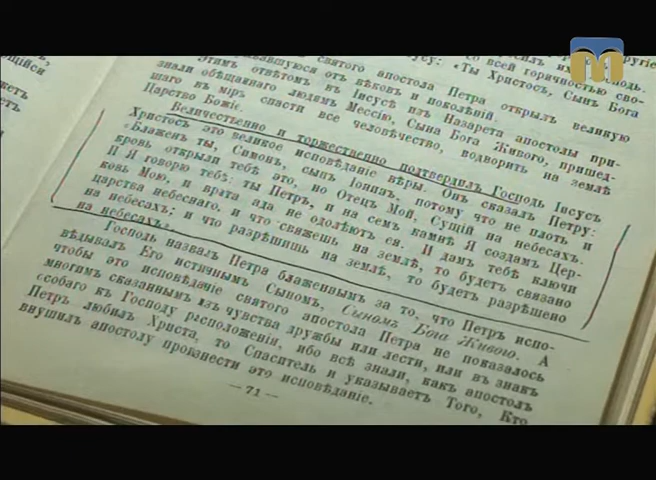 святого апостола Петра открылъ великую
вавшуюся отъ вѣковъ и поколѣній.
Этимъ отвѣтомъ въ Іисусѣ изъ Назарета апостолы при-
знали обѣщаннаго людямъ Мессію, Сына Бога Живого, пришед-
шаго въ міръ спасти все человѣчество, водворить на землѣ
Царство Божіе.
Величественно и торжественно подтвердилъ Господь Іисусъ
Христосъ это великое исповѣданіе вѣры. Онъ сказалъ Петру:
«Блаженъ ты, Симонъ, сынъ Іонинъ, потому что не плоть и
кровь открыли тебѣ это, но Отецъ Мой, Сущій на небесахъ.
И Я говорю тебѣ: ты Петръ, и на семъ камнѣ Я создамъ Цер-
ковь Мою, и врата ада не одолѣютъ ея. И дамъ тебѣ ключи
царства небеснаго, и что свяжешь на землѣ, то будетъ связано
на небесахъ; и что разрѣшишь на землѣ, то будетъ разрѣшено
на небесахъ».
Господь назвалъ Петра блаженнымъ за то, что Петръ испо-
вѣдывалъ Его истиннымъ Сыномъ, Сыномъ Бога Живою. А
чтобы это исповѣданіе святого апостола Петра не показалось
многимъ сказаннымъ изъ чувства дружбы или лести, или въ знакъ
особаго къ Господу расположенія, ибо всѣ знали, какъ апостолъ
Петръ любилъ Христа, то Спаситель и указываетъ Того, Кто
внушилъ апостолу произнести это исповѣданіе.
— 71 —